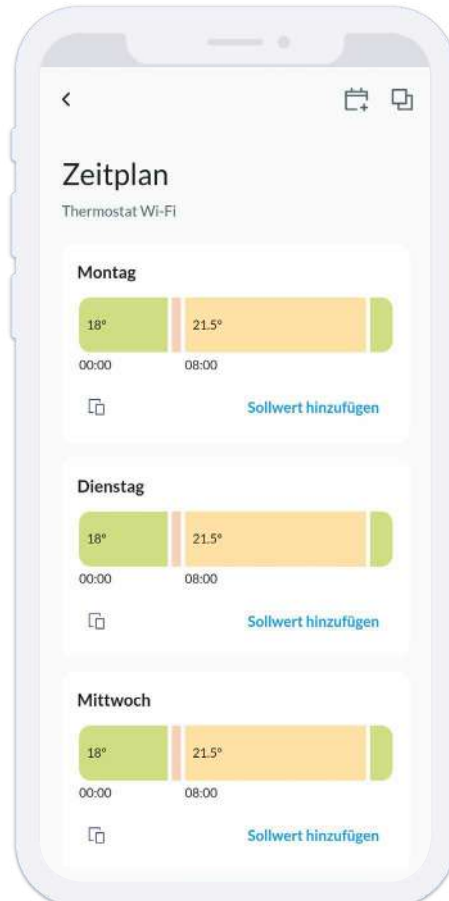 Zeitplan
Thermostat Wi-Fi
Montag
18° 21.5°
00:00 08:00
Sollwert hinzufügen
Dienstag
18° 21.5°
00:00 08:00
Sollwert hinzufügen
Mittwoch
18° 21.5°
00:00 08:00
Sollwert hinzufügen